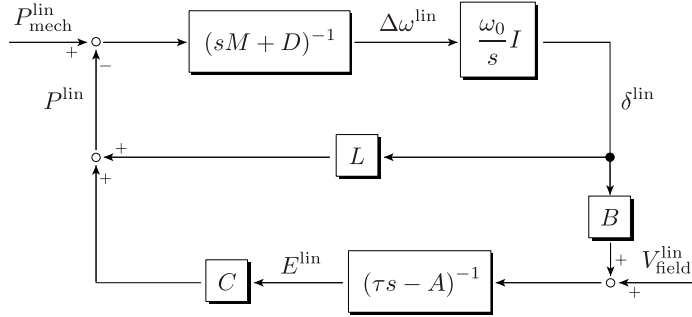 P_mech^lin
+
−
(sM + D)^{-1}
Δω^lin
ω_0/s I
P^lin
δ^lin
+
L
+
B
+
V_field^lin
+
C
E^lin
(τs − A)^{-1}